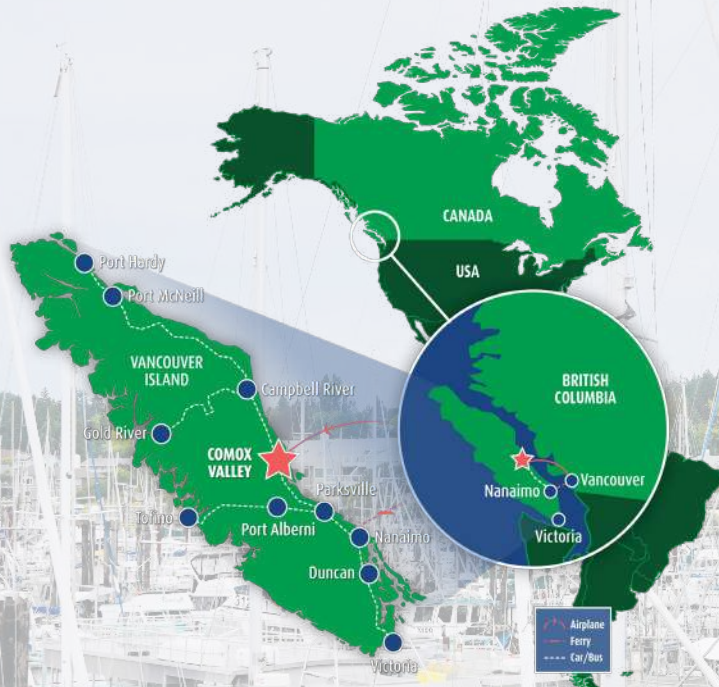 CANADA
USA
Port Hardy
Port McNeill
VANCOUVER
ISLAND
Campbell River
Gold River
COMOX
VALLEY
Parksville
Tofino
Port Alberni
Nanaimo
Duncan
Victoria
BRITISH
COLUMBIA
Vancouver
Nanaimo
Victoria
Airplane
Ferry
Car/Bus